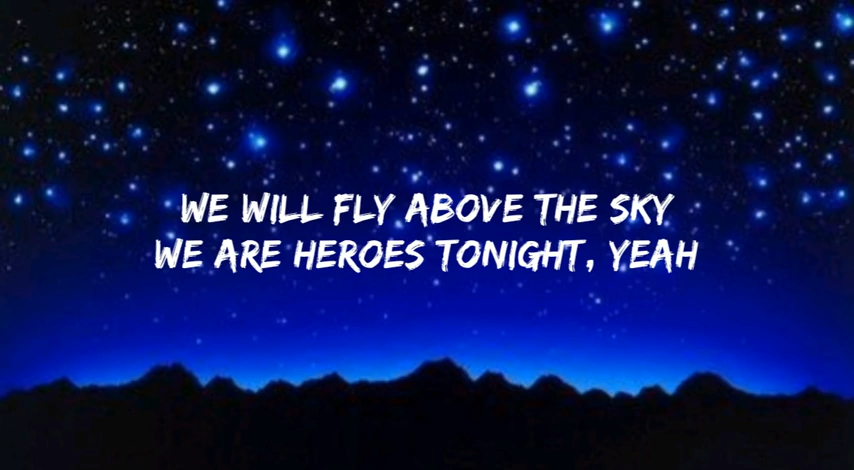 WE WILL FLY ABOVE THE SKY
WE ARE HEROES TONIGHT, YEAH